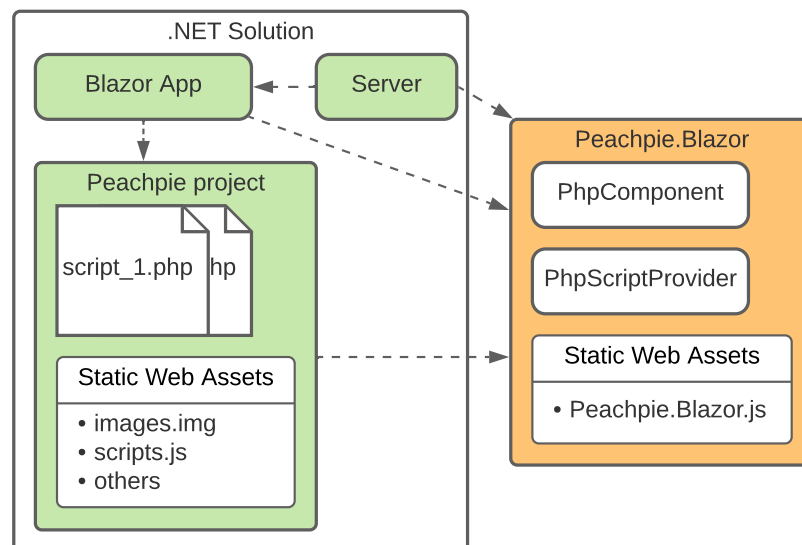 .NET Solution
Blazor App
Server
Peachpie project
script_1.php
hp
Static Web Assets
• images.img
• scripts.js
• others
Peachpie.Blazor
PhpComponent
PhpScriptProvider
Static Web Assets
• Peachpie.Blazor.js